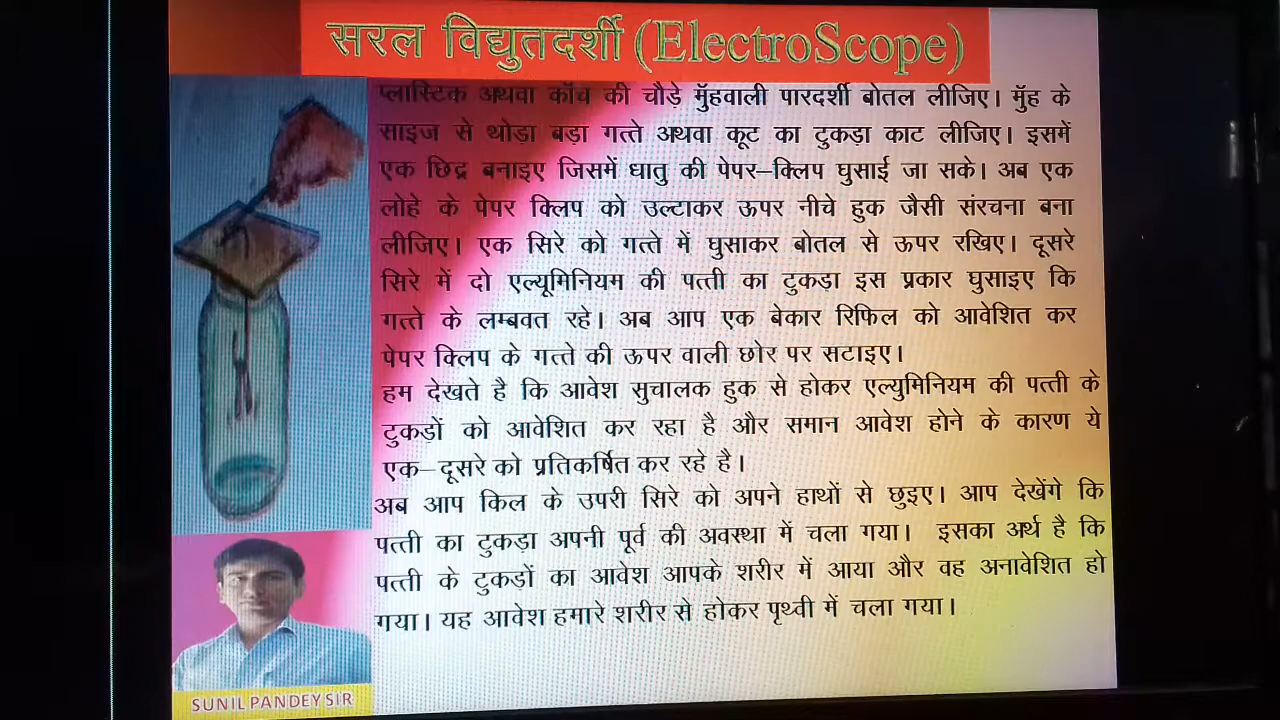 सरल विद्युतदर्शी (ElectroScope)
प्लास्टिक अथवा काँच की चौड़े मुँहवाली पारदर्शी बोतल लीजिए। मुँह के
साइज से थोड़ा बड़ा गत्ते अथवा कूट का टुकड़ा काट लीजिए। इसमें
एक छिद्र बनाइए जिसमें धातु की पेपर–क्लिप घुसाई जा सके। अब एक
लोहे के पेपर क्लिप को उल्टाकर ऊपर नीचे हुक जैसी संरचना बना
लीजिए। एक सिरे को गत्ते में घुसाकर बोतल से ऊपर रखिए। दूसरे
सिरे में दो एल्यूमिनियम की पत्ती का टुकड़ा इस प्रकार घुसाइए कि
गत्ते के लम्बवत रहे। अब आप एक बेकार रिफिल को आवेशित कर
पेपर क्लिप के गत्ते की ऊपर वाली छोर पर सटाइए।
हम देखते है कि आवेश सुचालक हुक से होकर एल्युमिनियम की पत्ती के
टुकड़ों को आवेशित कर रहा है और समान आवेश होने के कारण ये
एक–दूसरे को प्रतिकर्षित कर रहे है।
अब आप किल के उपरी सिरे को अपने हाथों से छुइए। आप देखेंगे कि
पत्ती का टुकड़ा अपनी पूर्व की अवस्था में चला गया। इसका अर्थ है कि
पत्ती के टुकड़ों का आवेश आपके शरीर में आया और वह अनावेशित हो
गया। यह आवेश हमारे शरीर से होकर पृथ्वी में चला गया।
SUNIL PANDEY SIR